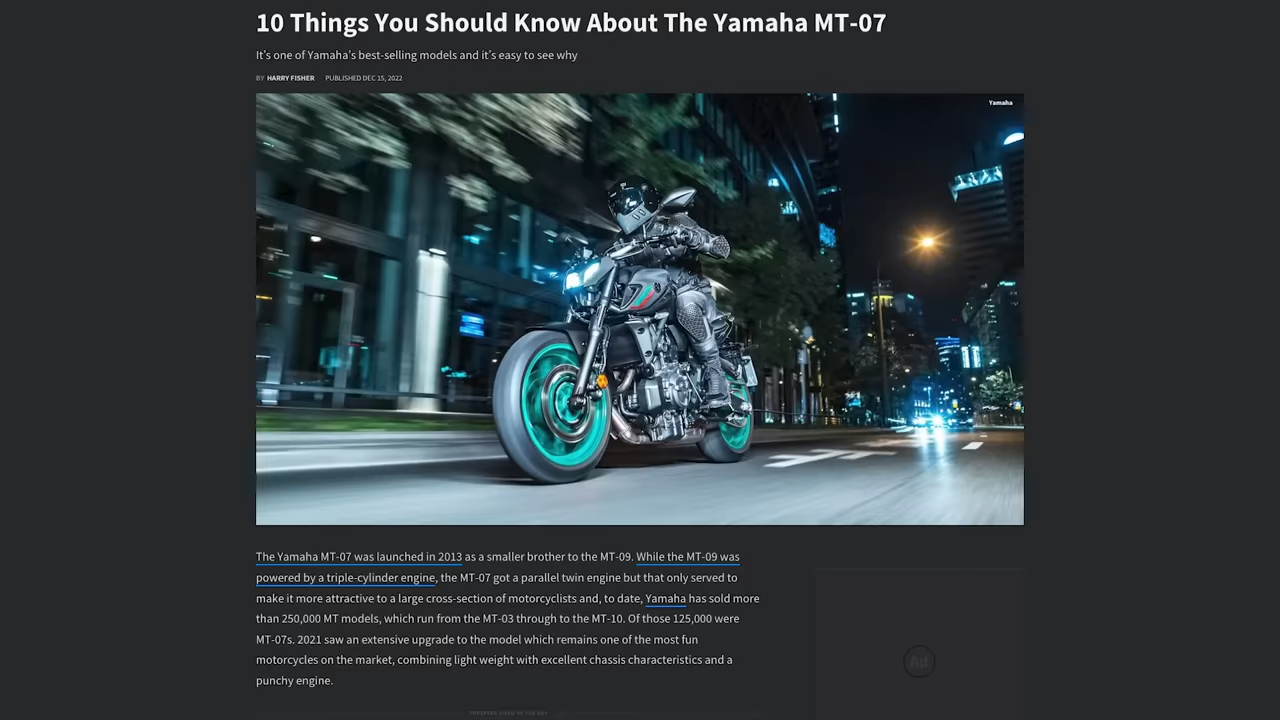 10 Things You Should Know About The Yamaha MT-07
It's one of Yamaha's best-selling models and it's easy to see why
BY HARRY FISHER PUBLISHED DEC 15, 2022
Yamaha
The Yamaha MT-07 was launched in 2013 as a smaller brother to the MT-09. While the MT-09 was
powered by a triple-cylinder engine, the MT-07 got a parallel twin engine but that only served to
make it more attractive to a large cross-section of motorcyclists and, to date, Yamaha has sold more
than 250,000 MT models, which run from the MT-03 through to the MT-10. Of those 125,000 were
MT-07s. 2021 saw an extensive upgrade to the model which remains one of the most fun
motorcycles on the market, combining light weight with excellent chassis characteristics and a
punchy engine.
Ad